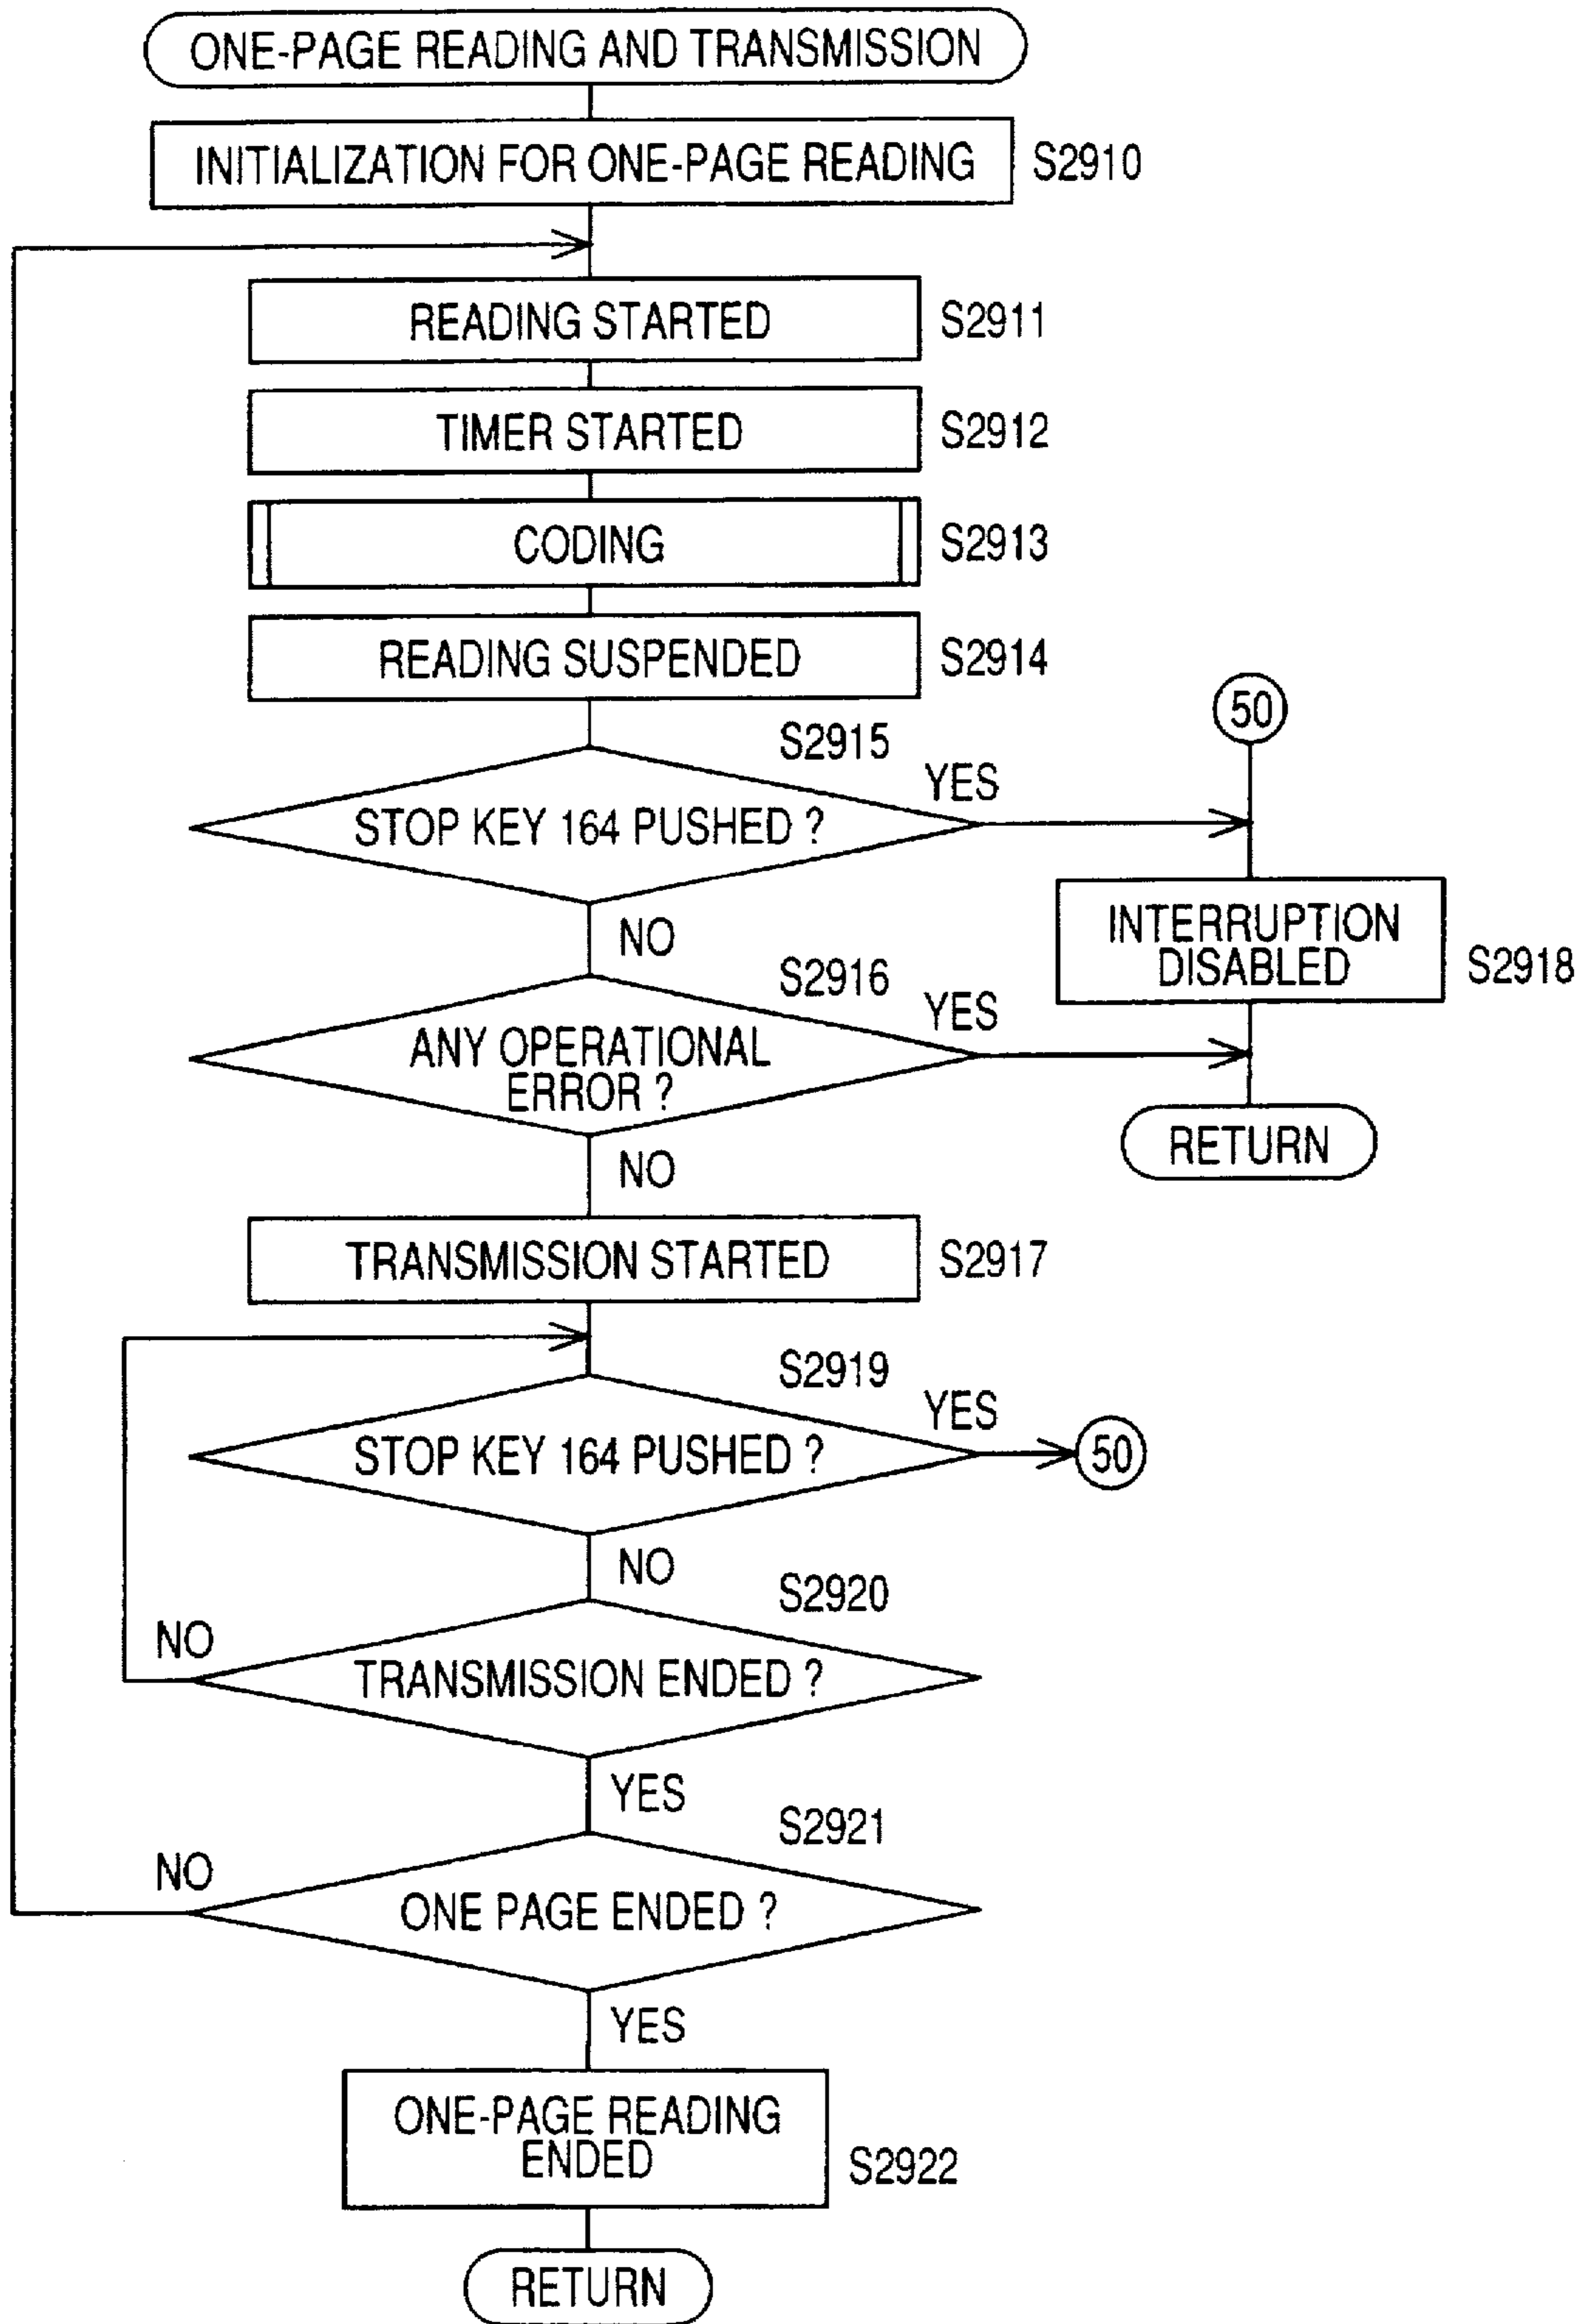 ONE-PAGE READING AND TRANSMISSION
INITIALIZATION FOR ONE-PAGE READING
S2910
READING STARTED
S2911
TIMER STARTED
S2912
CODING
S2913
READING SUSPENDED
S2914
50
S2915
YES
STOP KEY 164 PUSHED ?
NO
INTERRUPTION
DISABLED
S2918
S2916
YES
ANY OPERATIONAL
ERROR ?
RETURN
NO
TRANSMISSION STARTED
S2917
S2919
YES
STOP KEY 164 PUSHED ?
50
NO
S2920
NO
TRANSMISSION ENDED ?
YES
S2921
NO
ONE PAGE ENDED ?
YES
ONE-PAGE READING
ENDED
S2922
RETURN